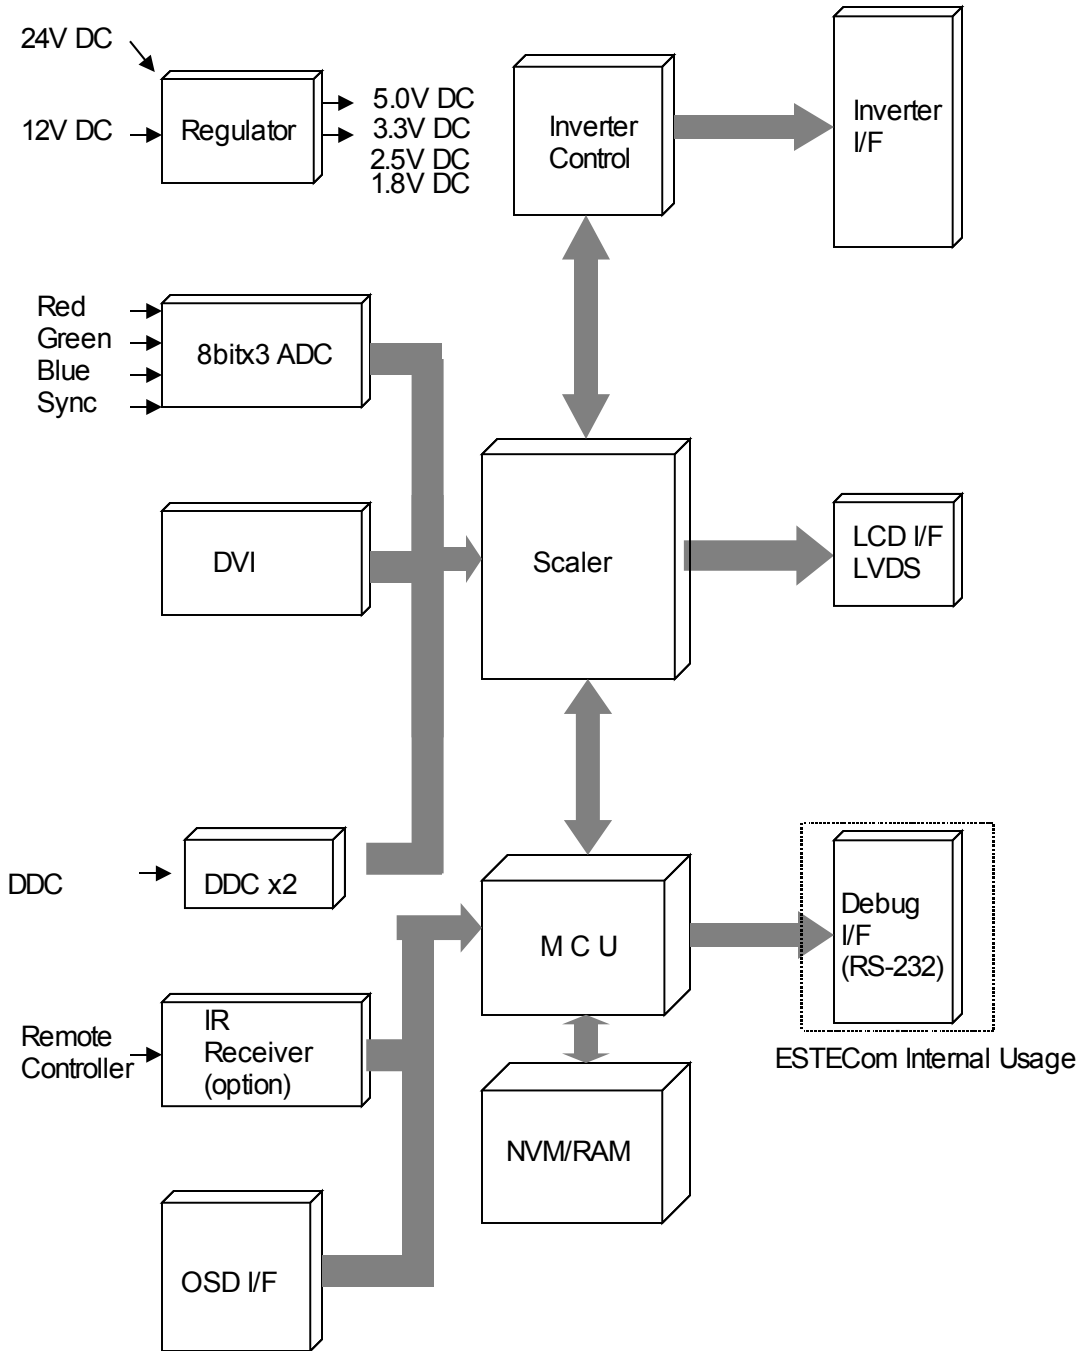 24V DC
12V DC
Regulator
5.0V DC
3.3V DC
2.5V DC
1.8V DC
Inverter
Control
Inverter
I/F
Red
Green
Blue
Sync
8bitx3 ADC
DVI
Scaler
LCD I/F
LVDS
DDC
DDC x2
M C U
Debug
I/F
(RS-232)
ESTECom Internal Usage
Remote
Controller
IR
Receiver
(option)
NVM/RAM
OSD I/F